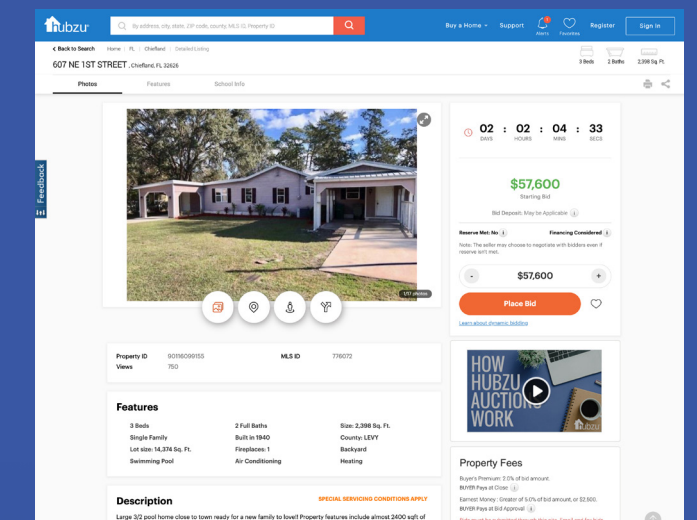 hubzu
By address, city, state, ZIP code, county, MLS ID, Property ID
Buy a Home
Support
Alerts
Favorites
Register
Sign in
< Back to Search
Home | FL | Chiefland | Detailed Listing
607 NE 1ST STREET , Chiefland, FL 32626
3 Beds
2 Baths
2,398 Sq. Ft.
Photos
Features
School Info
Feedback
1/17 photos
02 : 02 : 04 : 33
DAYS HOURS MINS SECS
$57,600
Starting Bid
Bid Deposit: May be Applicable i
Reserve Met: No i
Financing Considered i
Note: The seller may choose to negotiate with bidders even if
reserve isn't met.
- $57,600 +
Place Bid
Learn about dynamic bidding
Property ID 90116099155
MLS ID 776072
Views 750
HOW
HUBZU
AUCTIONS
WORK
hubzu
Features
3 Beds
2 Full Baths
Size: 2,398 Sq. Ft.
Single Family
Built in 1940
County: LEVY
Lot size: 14,374 Sq. Ft.
Fireplaces: 1
Backyard
Swimming Pool
Air Conditioning
Heating
Property Fees
Buyer's Premium: 2.0% of bid amount.
BUYER Pays at Close i
Earnest Money : Greater of 5.0% of bid amount, or $2,500.
BUYER Pays at Bid Approval i
Description
SPECIAL SERVICING CONDITIONS APPLY
Large 3/2 pool home close to town ready for a new family to love!! Property features include almost 2400 sqft of